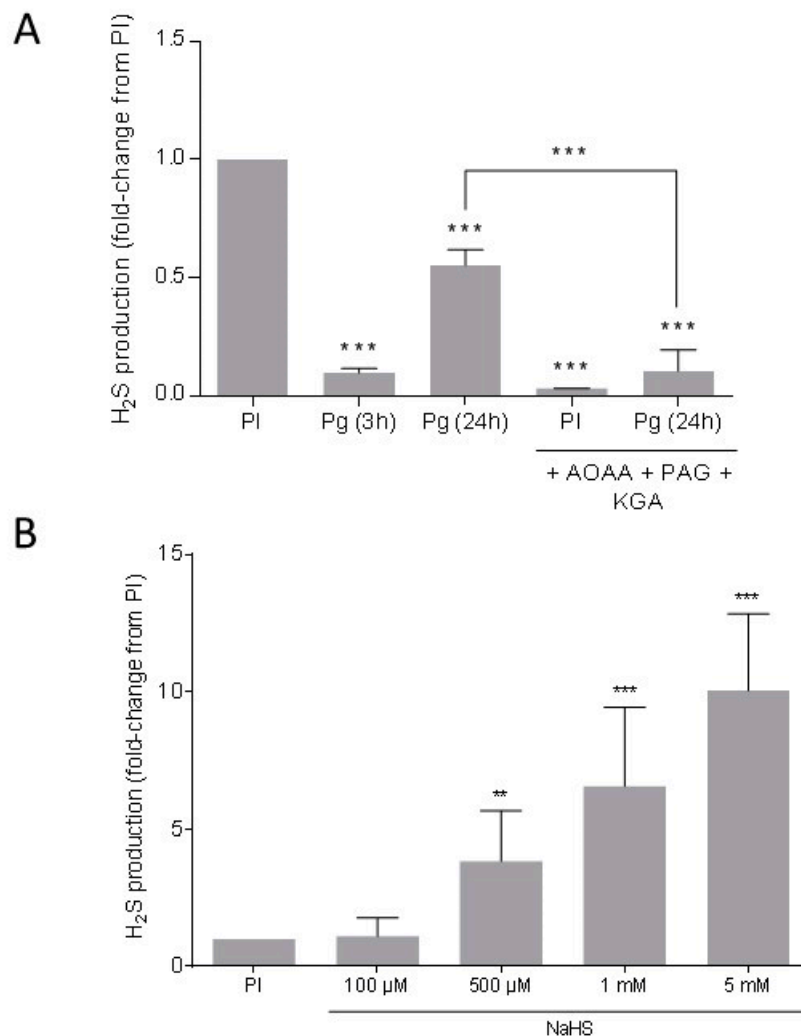 A
H₂S production (fold-change from PI)
1.5
1.0
0.5
0.0
***
***
***
***
***
PI
Pg (3h)
Pg (24h)
PI
Pg (24h)
+ AOAA + PAG +
KGA
B
H₂S production (fold-change from PI)
15
10
5
0
**
***
***
PI
100 µM
500 µM
1 mM
5 mM
NaHS